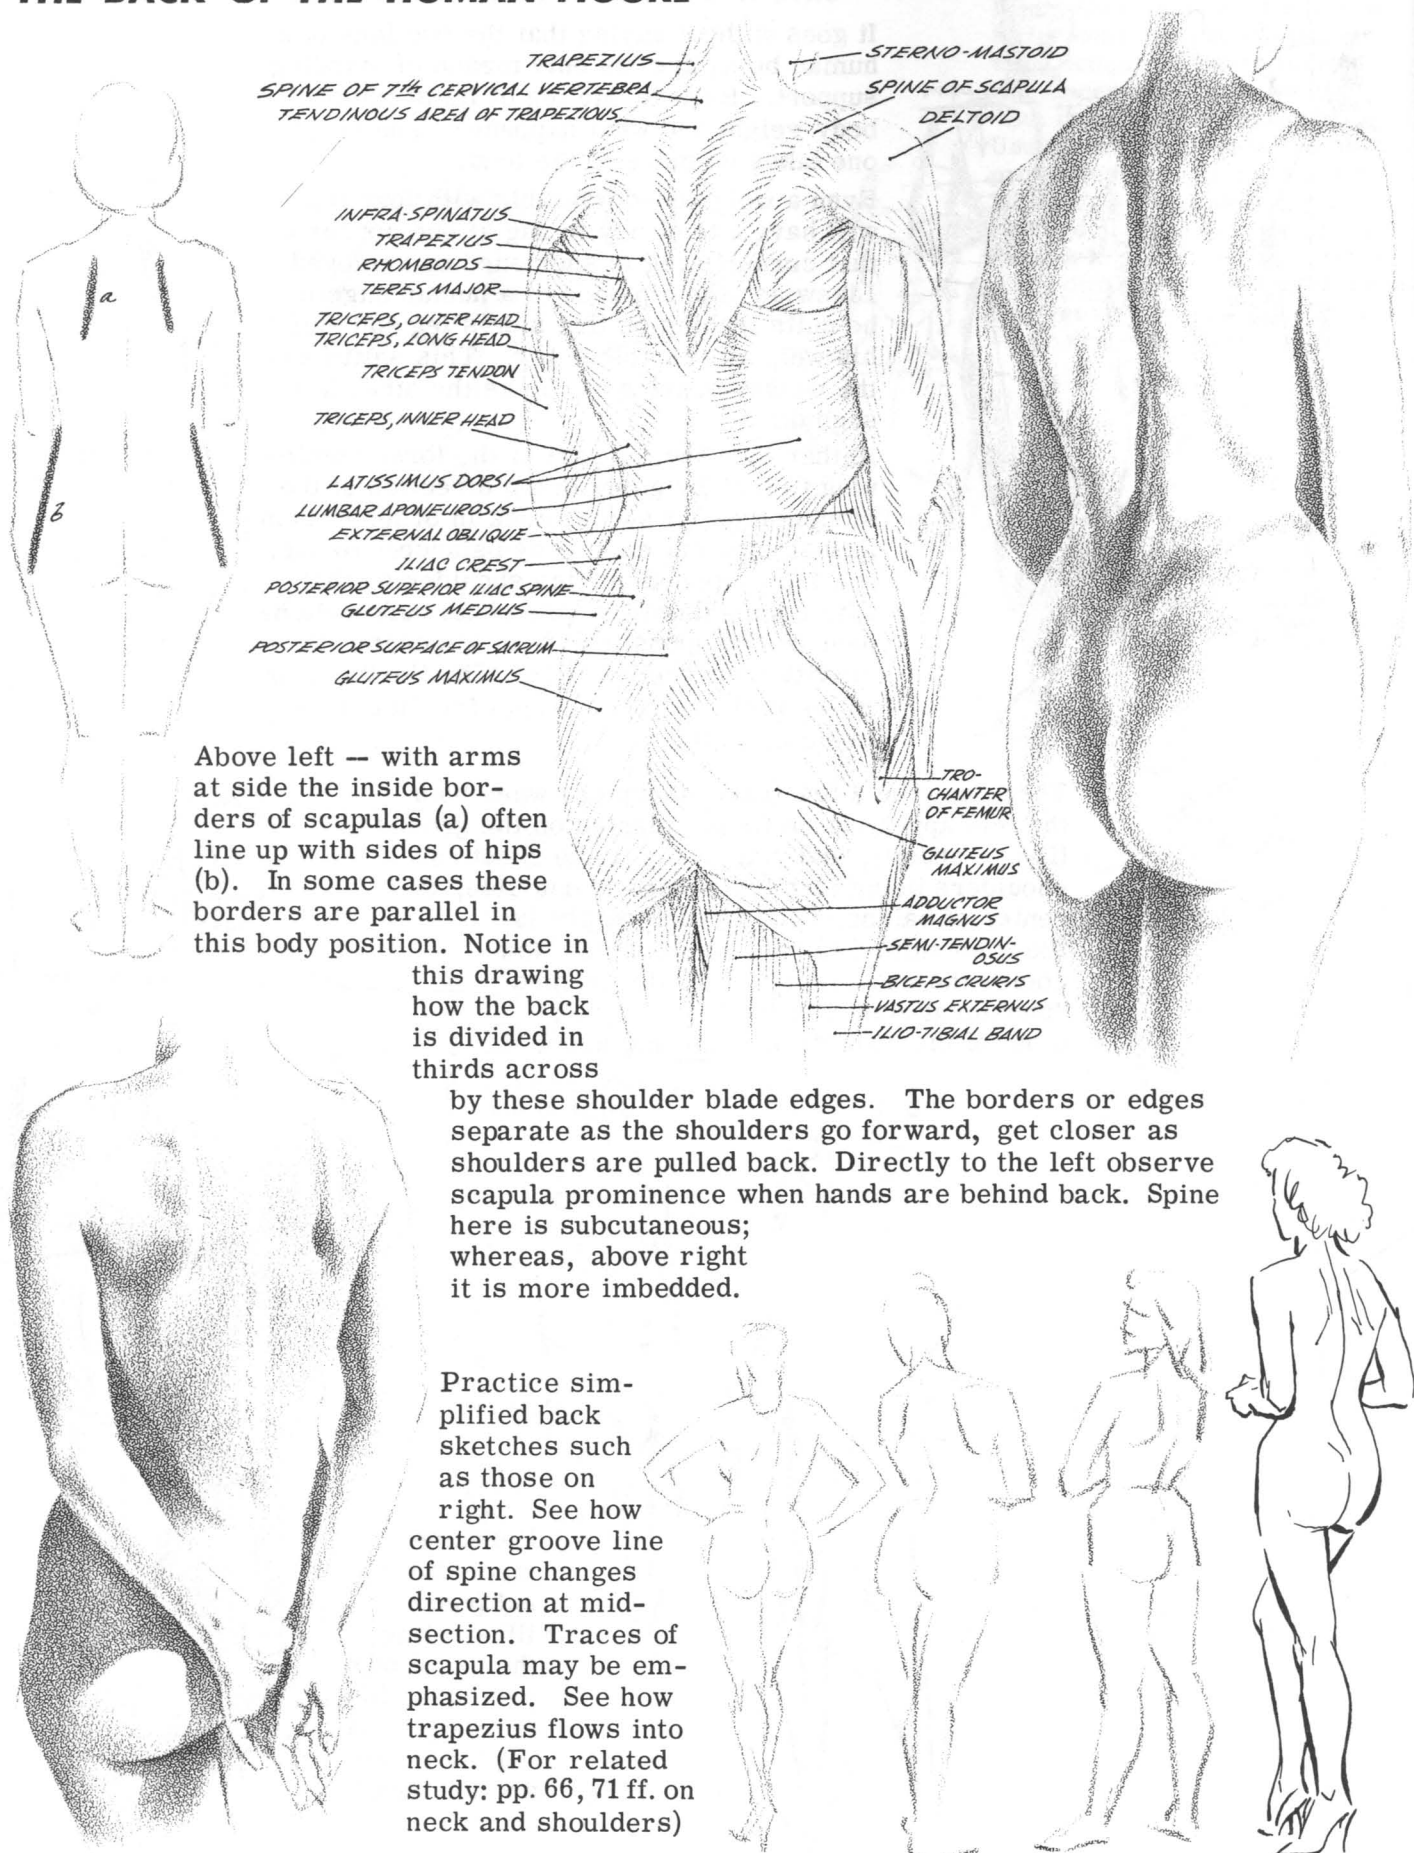 THE BACK OF THE HUMAN FIGURE
TRAPEZIUS
SPINE OF 7th CERVICAL VERTEBRA
TENDINOUS AREA OF TRAPEZIOUS
STERNO-MASTOID
SPINE OF SCAPULA
DELTOID
INFRA-SPINATUS
TRAPEZIUS
RHOMBOIDS
TERES MAJOR
TRICEPS, OUTER HEAD
TRICEPS, LONG HEAD
TRICEPS TENDON
TRICEPS, INNER HEAD
LATISSIMUS DORSI
LUMBAR APONEUROSIS
EXTERNAL OBLIQUE
ILIAC CREST
POSTERIOR SUPERIOR ILIAC SPINE
GLUTEUS MEDIUS
POSTERIOR SURFACE OF SACRUM
GLUTEUS MAXIMUS
a
b
TRO-
CHANTER
OF FEMUR
GLUTEUS
MAXIMUS
ADDUCTOR
MAGNUS
SEMI-TENDIN-
OSUS
BICEPS CRURIS
VASTUS EXTERNUS
ILIO-TIBIAL BAND
Above left -- with arms
at side the inside bor-
ders of scapulas (a) often
line up with sides of hips
(b). In some cases these
borders are parallel in
this body position. Notice in
this drawing
how the back
is divided in
thirds across
by these shoulder blade edges. The borders or edges
separate as the shoulders go forward, get closer as
shoulders are pulled back. Directly to the left observe
scapula prominence when hands are behind back. Spine
here is subcutaneous;
whereas, above right
it is more imbedded.
Practice sim-
plified back
sketches such
as those on
right. See how
center groove line
of spine changes
direction at mid-
section. Traces of
scapula may be em-
phasized. See how
trapezius flows into
neck. (For related
study: pp. 66, 71 ff. on
neck and shoulders)